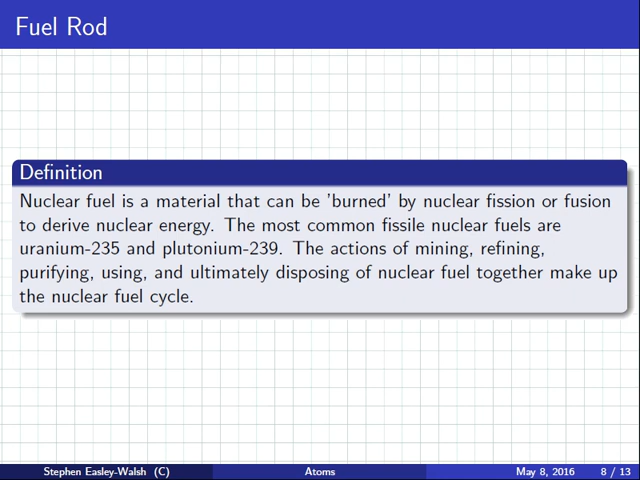 Fuel Rod
Definition
Nuclear fuel is a material that can be 'burned' by nuclear fission or fusion
to derive nuclear energy. The most common fissile nuclear fuels are
uranium-235 and plutonium-239. The actions of mining, refining,
purifying, using, and ultimately disposing of nuclear fuel together make up
the nuclear fuel cycle.
Stephen Easley-Walsh (C) Atoms May 8, 2016 8 / 13